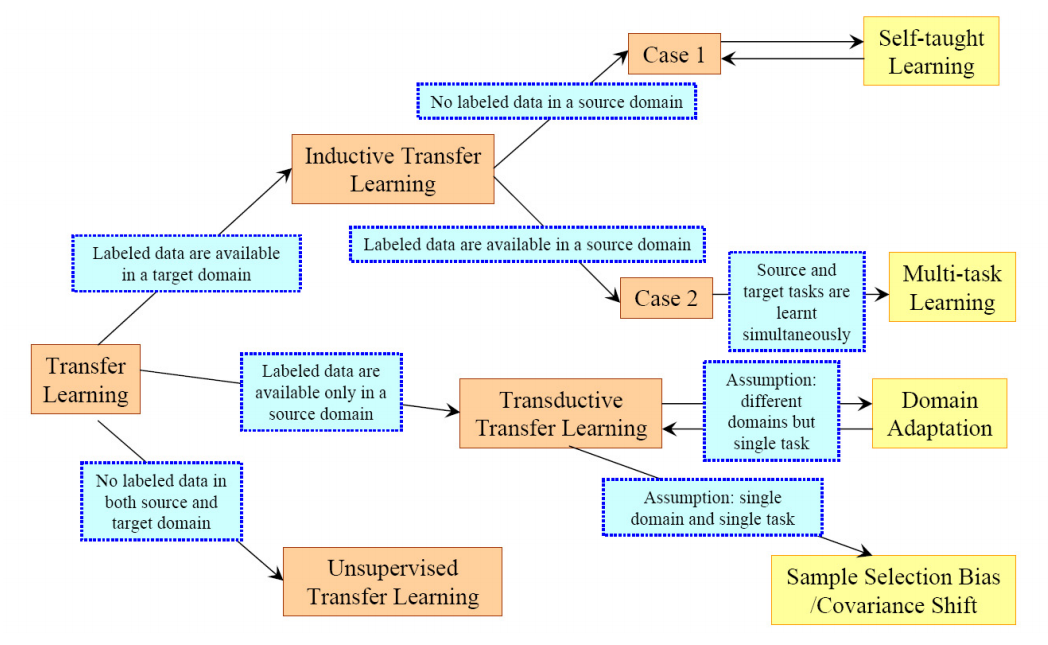 Case 1
Self-taught
Learning
No labeled data in a source domain
Inductive Transfer
Learning
Labeled data are available
in a target domain
Labeled data are available in a source domain
Case 2
Source and
target tasks are
learnt
simultaneously
Multi-task
Learning
Transfer
Learning
Labeled data are
available only in a
source domain
Transductive
Transfer Learning
Assumption:
different
domains but
single task
Domain
Adaptation
No labeled data in
both source and
target domain
Assumption: single
domain and single task
Unsupervised
Transfer Learning
Sample Selection Bias
/Covariance Shift